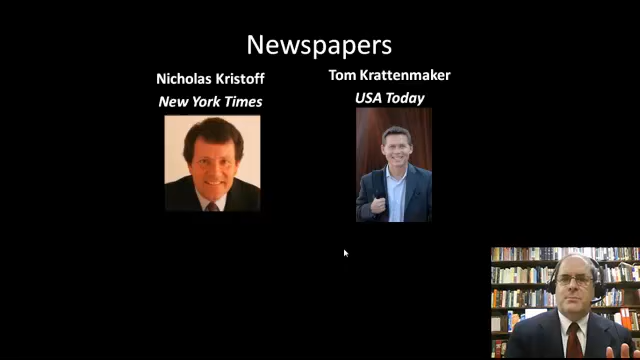 Newspapers
Nicholas Kristoff
New York Times
Tom Krattenmaker
USA Today